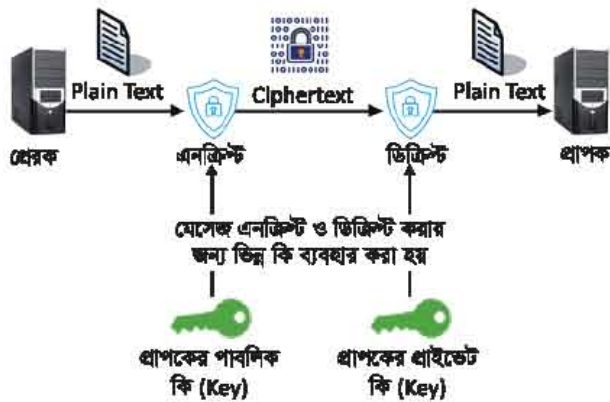 Plain Text
Ciphertext
Plain Text
প্রেরক
এনক্রিপ্ট
ডিক্রিপ্ট
প্রাপক
মেসেজ এনক্রিপ্ট ও ডিক্রিপ্ট করার
জন্য ভিন্ন কি ব্যবহার করা হয়
প্রাপকের পাবলিক
কি (Key)
প্রাপকের প্রাইভেট
কি (Key)